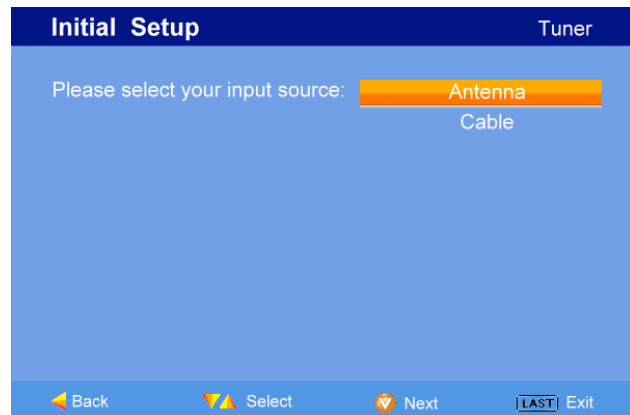 Initial Setup Tuner
Please select your input source: Antenna
Cable
Back Select Next LAST Exit